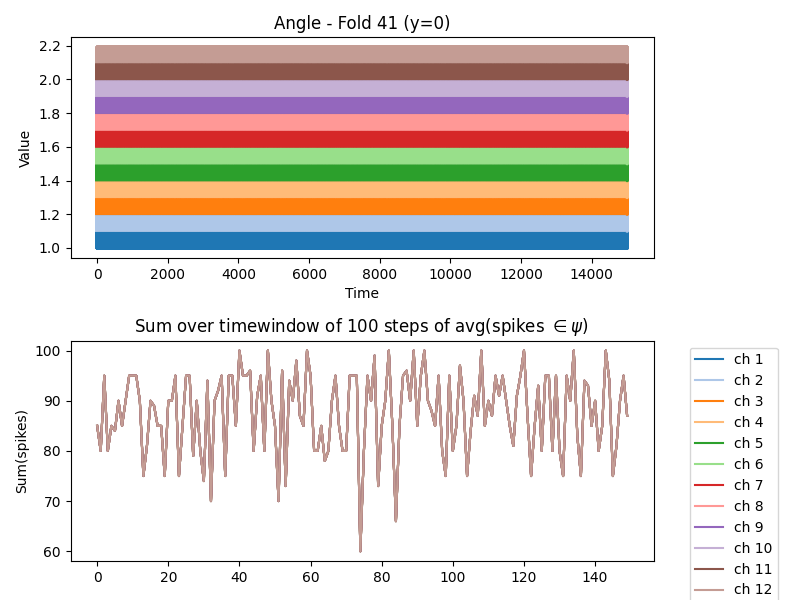 Angle - Fold 41 (y=0)
2.2
2.0
1.8
1.6
1.4
1.2
1.0
Value
0 2000 4000 6000 8000 10000 12000 14000
Time
Sum over timewindow of 100 steps of avg(spikes ∈ ψ)
100
90
80
70
60
Sum(spikes)
0 20 40 60 80 100 120 140
ch 1
ch 2
ch 3
ch 4
ch 5
ch 6
ch 7
ch 8
ch 9
ch 10
ch 11
ch 12